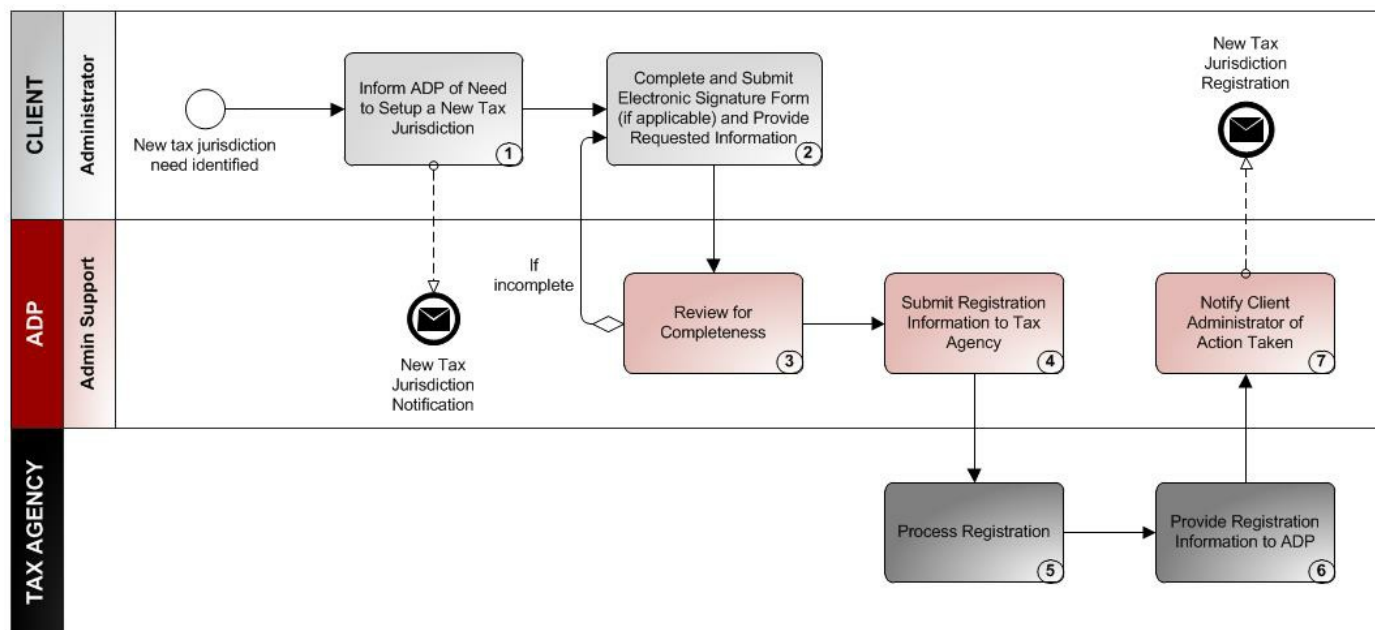 CLIENT
Administrator
New tax jurisdiction
need identified
Inform ADP of Need
to Setup a New Tax
Jurisdiction
1
Complete and Submit
Electronic Signature Form
(if applicable) and Provide
Requested Information
2
New Tax
Jurisdiction
Registration
ADP
Admin Support
New Tax
Jurisdiction
Notification
If
incomplete
Review for
Completeness
3
Submit Registration
Information to Tax
Agency
4
Notify Client
Administrator of
Action Taken
7
TAX AGENCY
Process Registration
5
Provide Registration
Information to ADP
6